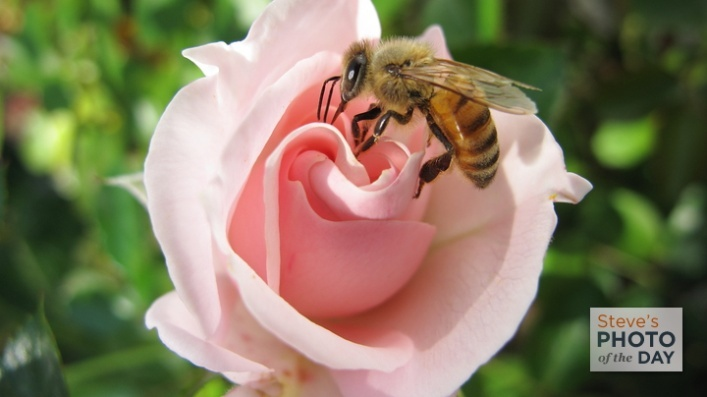 Steve's
PHOTO
of the DAY